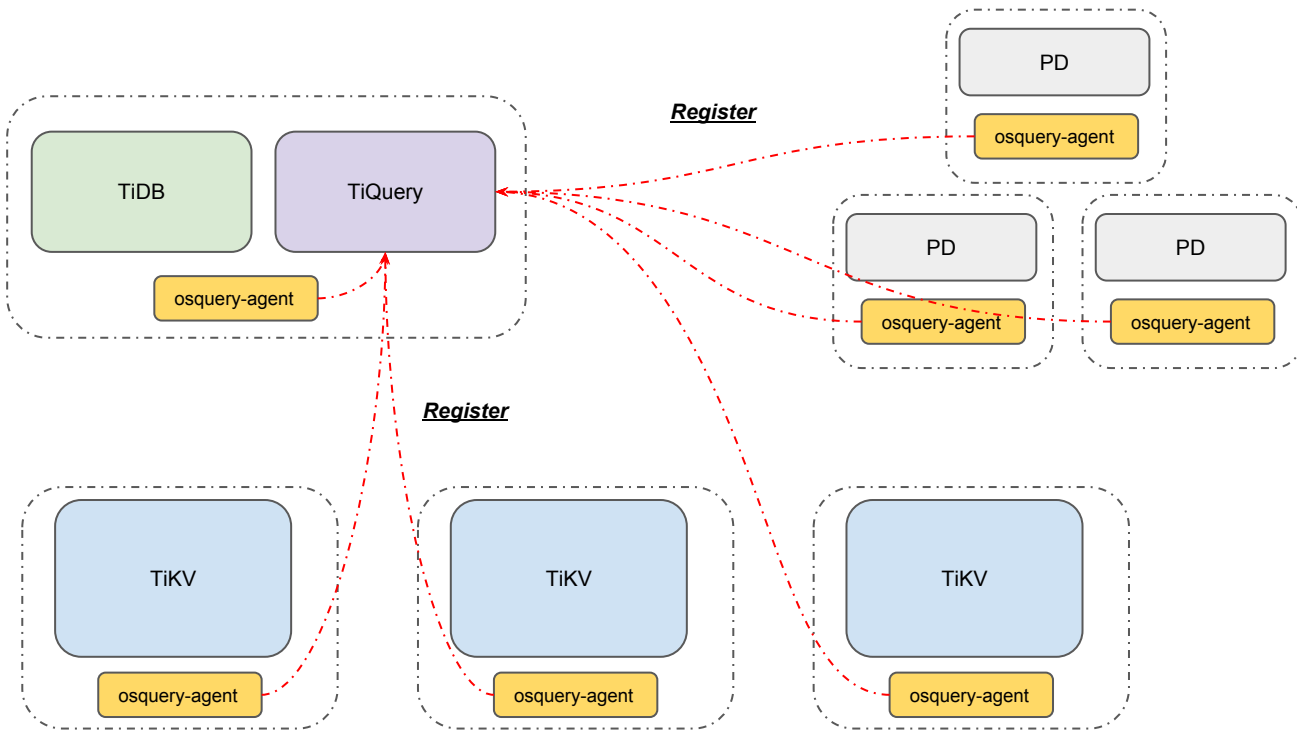 PD
Register
osquery-agent
TiDB
TiQuery
PD
PD
osquery-agent
osquery-agent
osquery-agent
Register
TiKV
TiKV
TiKV
osquery-agent
osquery-agent
osquery-agent